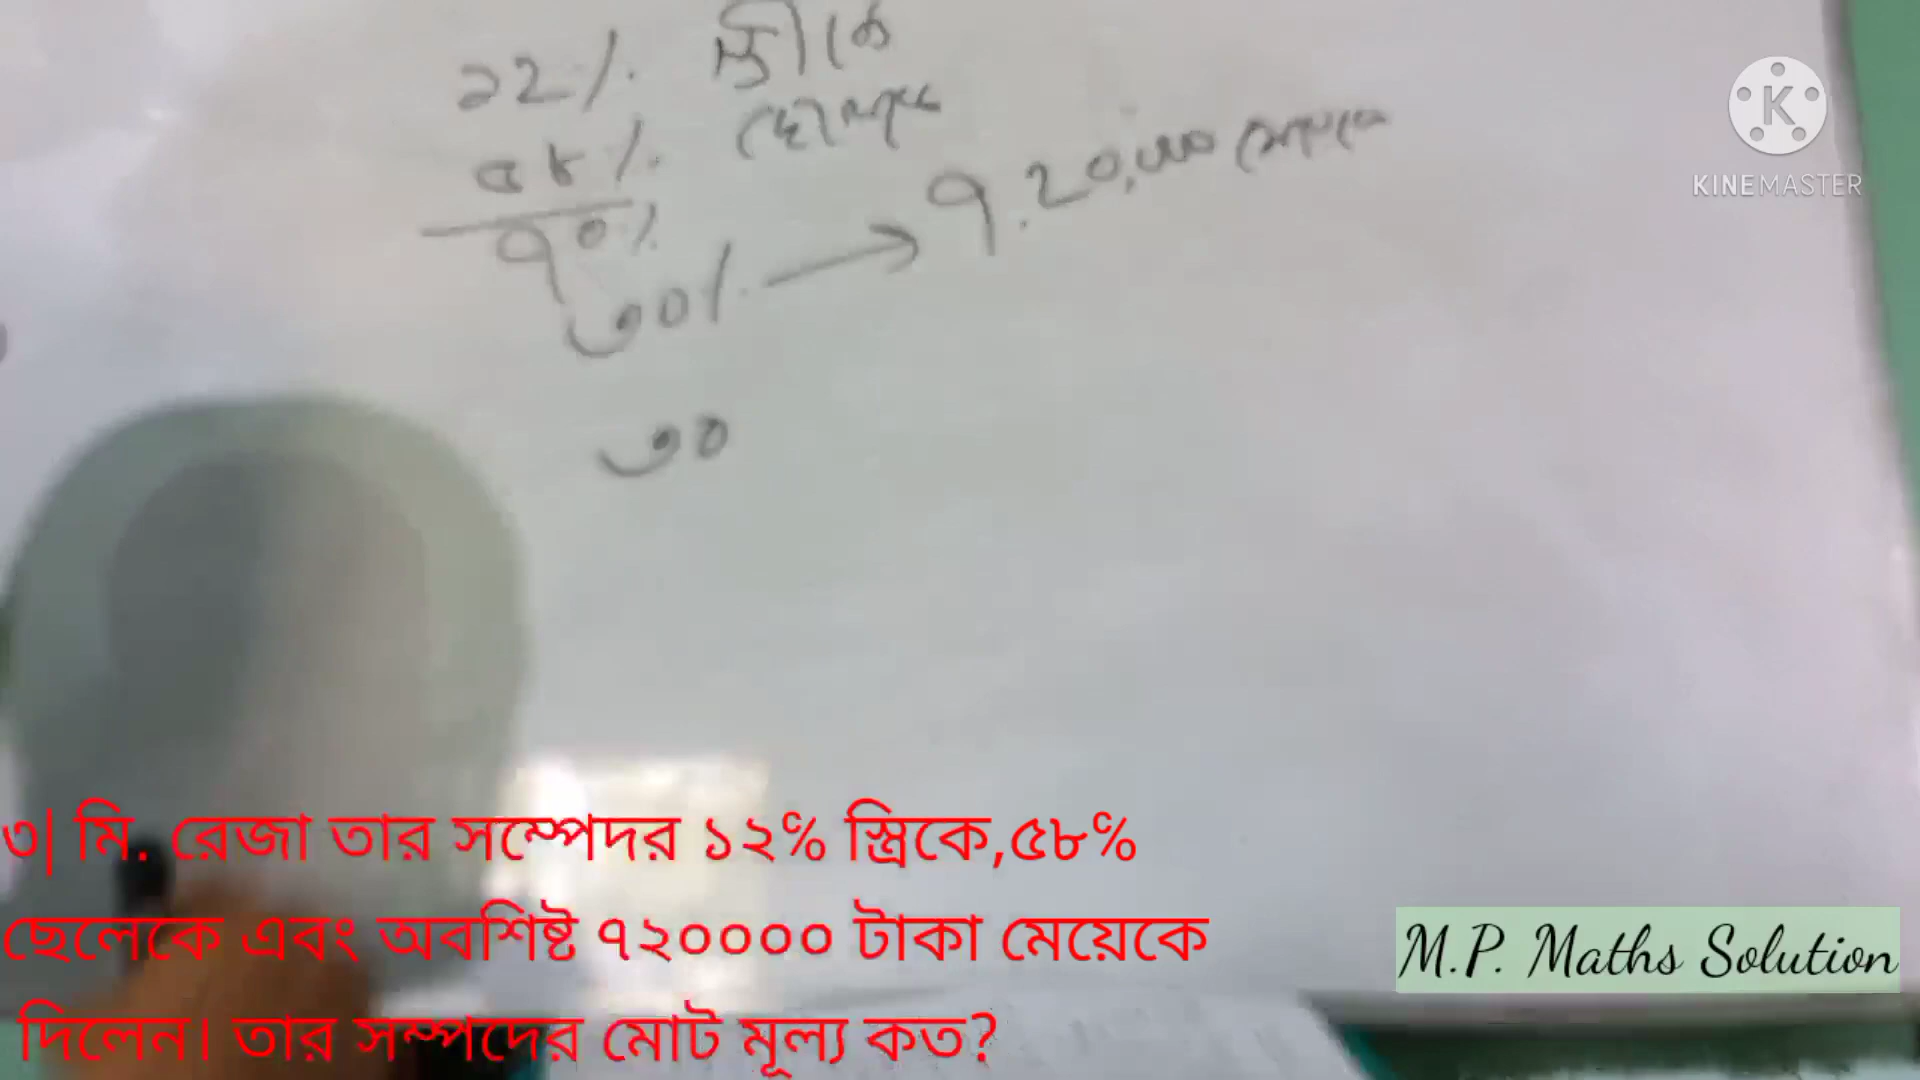 ১২% স্ত্রীকে
৫৮% ছেলেকে
৭০%
৩০% → ৭,২০,০০০ মেয়েকে
৩০
KINEMASTER
৩| মি. রেজা তার সম্পেদর ১২% স্ত্রিকে,৫৮%
ছেলেকে এবং অবশিষ্ট ৭২০০০০ টাকা মেয়েকে
দিলেন। তার সম্পদের মোট মূল্য কত?
M.P. Maths Solution